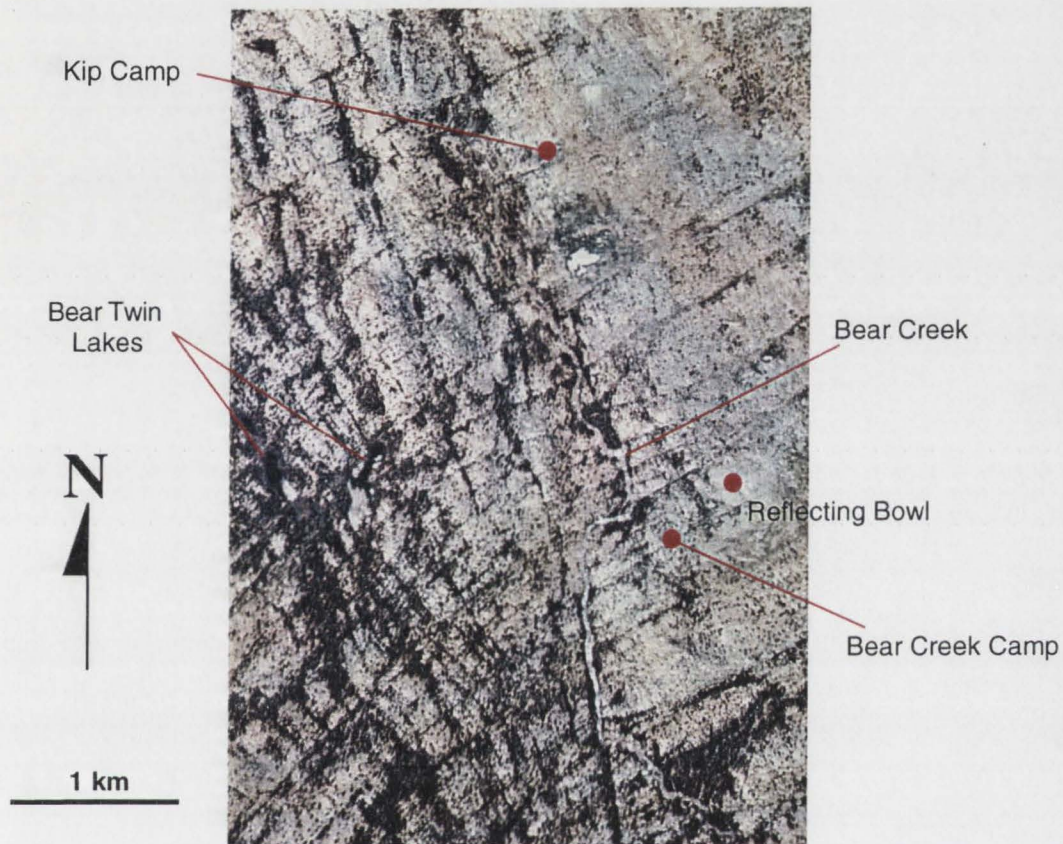 Kip Camp
Bear Twin
Lakes
Bear Creek
N
Reflecting Bowl
Bear Creek Camp
1 km